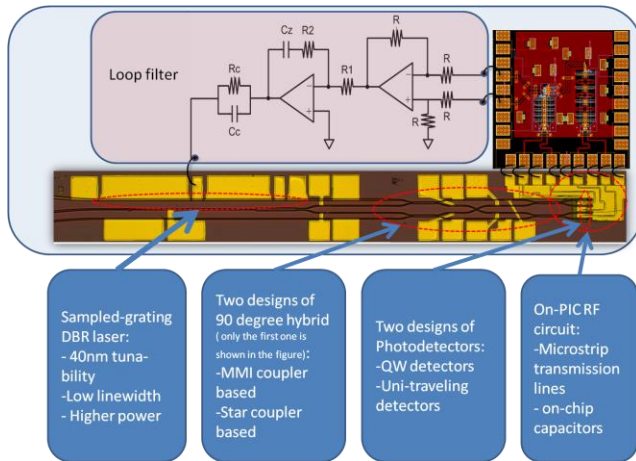 Loop filter
Cz
R2
R
Rc
R1
R
Cc
R
R
Sampled-grating
DBR laser:
- 40nm tuna-
bility
-Low linewidth
- Higher power
Two designs of
90 degree hybrid
( only the first one is
shown in the figure):
-MMI coupler
based
-Star coupler
based
Two designs of
Photodetectors:
-QW detectors
-Uni-traveling
detectors
On-PIC RF
circuit:
-Microstrip
transmission
lines
- on-chip
capacitors